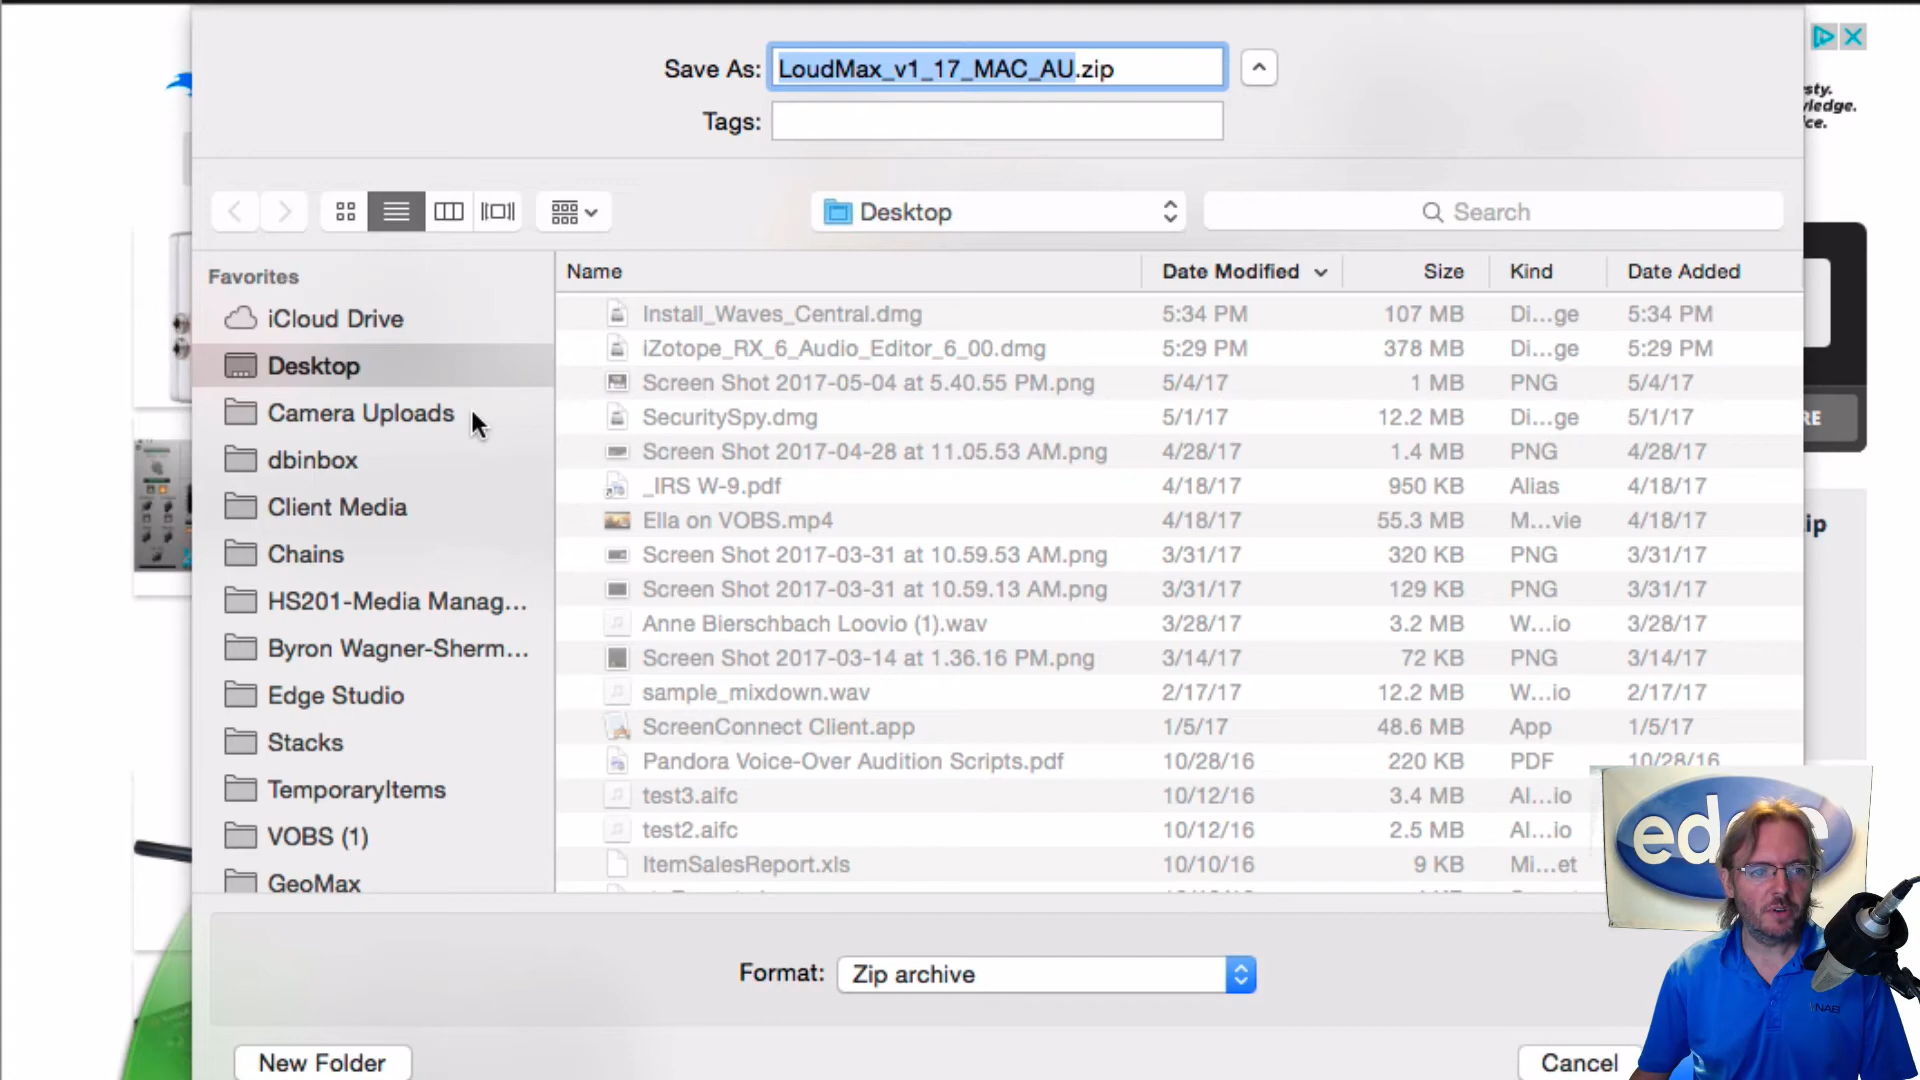 Save As: LoudMax_v1_17_MAC_AU.zip
Tags:
sty.
ledge.
ce.
Desktop
Search
Favorites
iCloud Drive
Desktop
Camera Uploads
dbinbox
Client Media
Chains
HS201-Media Manag...
Byron Wagner-Sherm...
Edge Studio
Stacks
TemporaryItems
VOBS (1)
GeoMax
Name Date Modified Size Kind Date Added
Install_Waves_Central.dmg 5:34 PM 107 MB Di...ge 5:34 PM
iZotope_RX_6_Audio_Editor_6_00.dmg 5:29 PM 378 MB Di...ge 5:29 PM
Screen Shot 2017-05-04 at 5.40.55 PM.png 5/4/17 1 MB PNG 5/4/17
SecuritySpy.dmg 5/1/17 12.2 MB Di...ge 5/1/17
Screen Shot 2017-04-28 at 11.05.53 AM.png 4/28/17 1.4 MB PNG 4/28/17
_IRS W-9.pdf 4/18/17 950 KB Alias 4/18/17
Ella on VOBS.mp4 4/18/17 55.3 MB M...vie 4/18/17
Screen Shot 2017-03-31 at 10.59.53 AM.png 3/31/17 320 KB PNG 3/31/17
Screen Shot 2017-03-31 at 10.59.13 AM.png 3/31/17 129 KB PNG 3/31/17
Anne Bierschbach Loovio (1).wav 3/28/17 3.2 MB W...io 3/28/17
Screen Shot 2017-03-14 at 1.36.16 PM.png 3/14/17 72 KB PNG 3/14/17
sample_mixdown.wav 2/17/17 12.2 MB W...io 2/17/17
ScreenConnect Client.app 1/5/17 48.6 MB App 1/5/17
Pandora Voice-Over Audition Scripts.pdf 10/28/16 220 KB PDF 10/28/16
test3.aifc 10/12/16 3.4 MB AI...io
test2.aifc 10/12/16 2.5 MB AI...io
ItemSalesReport.xls 10/10/16 9 KB Mi...et
RE
ip
Format: Zip archive
New Folder
Cancel